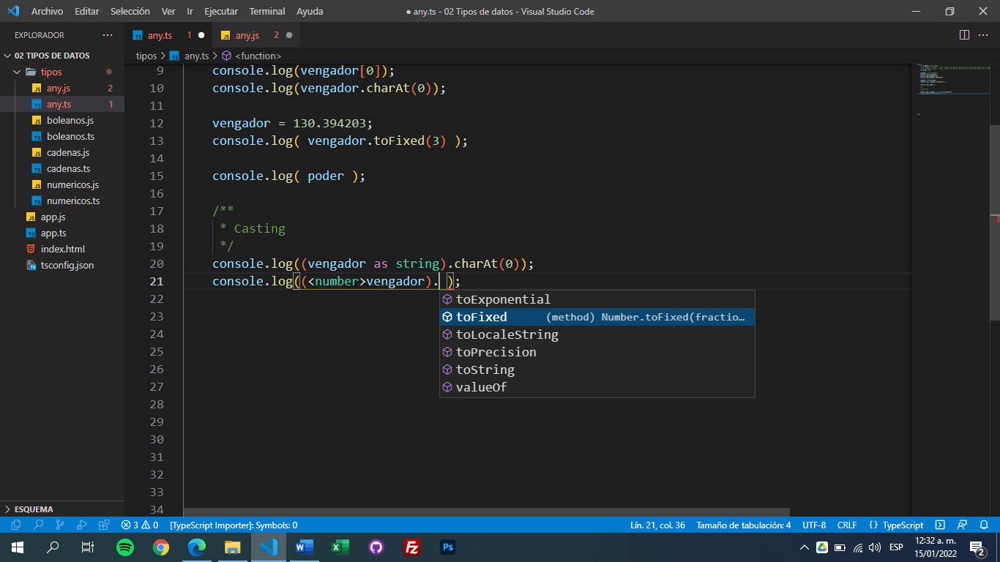 Archivo Editar Selección Ver Ir Ejecutar Terminal Ayuda
● any.ts - 02 Tipos de datos - Visual Studio Code
EXPLORADOR
02 TIPOS DE DATOS
tipos
any.js 2
any.ts 1
boleanos.js
boleanos.ts
cadenas.js
cadenas.ts
numericos.js
numericos.ts
app.js
app.ts
index.html
tsconfig.json
ESQUEMA
any.ts 1
any.js 2
tipos > any.ts > <function>
9 console.log(vengador[0]);
10 console.log(vengador.charAt(0));
11
12 vengador = 130.394203;
13 console.log( vengador.toFixed(3) );
14
15 console.log( poder );
16
17 /**
18 * Casting
19 */
20 console.log((vengador as string).charAt(0));
21 console.log((<number>vengador). );
22
23
24
25
26
27
28
29
30
31
32
33
34
toExponential
toFixed (method) Number.toFixed(fractio…
toLocaleString
toPrecision
toString
valueOf
3 0 [TypeScript Importer]: Symbols: 0
Lín. 21, col. 36 Tamaño de tabulación: 4 UTF-8 CRLF {} TypeScript
ESP
12:32 a. m.
15/01/2022
2